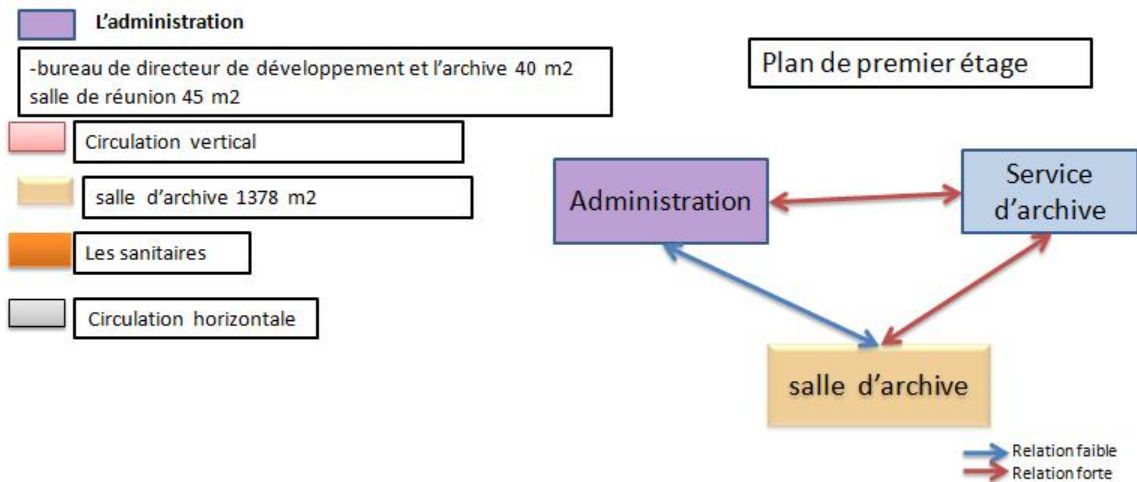 L'administration
-bureau de directeur de développement et l'archive 40 m2
salle de réunion 45 m2
Circulation vertical
salle d'archive 1378 m2
Les sanitaires
Circulation horizontale
Plan de premier étage
Administration
Service
d'archive
salle d'archive
Relation faible
Relation forte